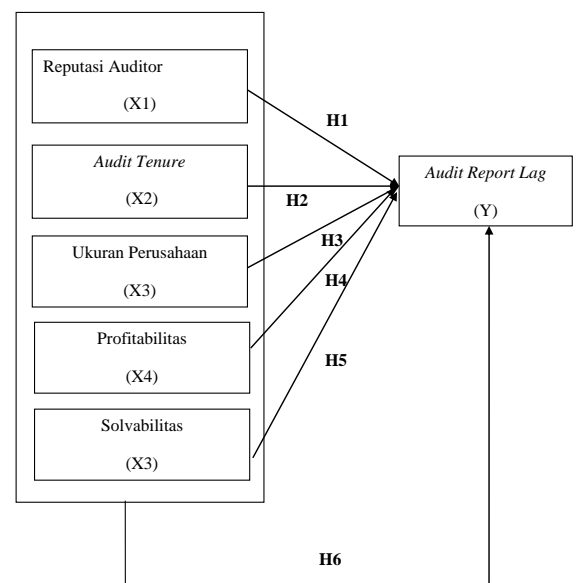 Reputasi Auditor
(X1)
H1
Audit Tenure
(X2)
H2
Audit Report Lag
(Y)
Ukuran Perusahaan
(X3)
H3
Profitabilitas
(X4)
H4
Solvabilitas
(X3)
H5
H6